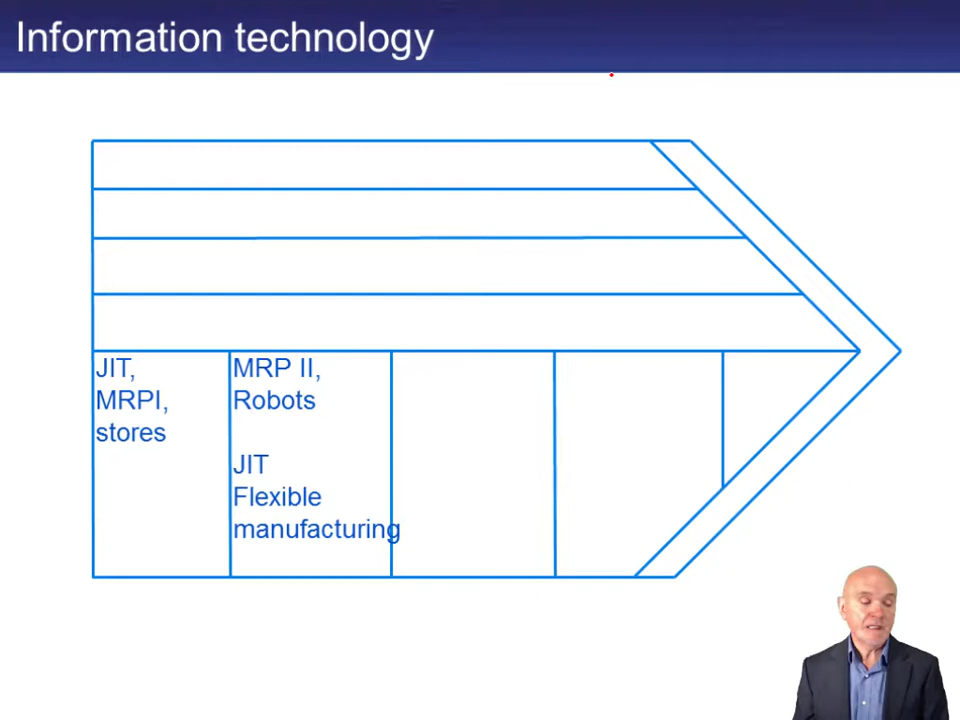 Information technology
JIT,
MRPI,
stores
MRP II,
Robots
JIT
Flexible
manufacturing